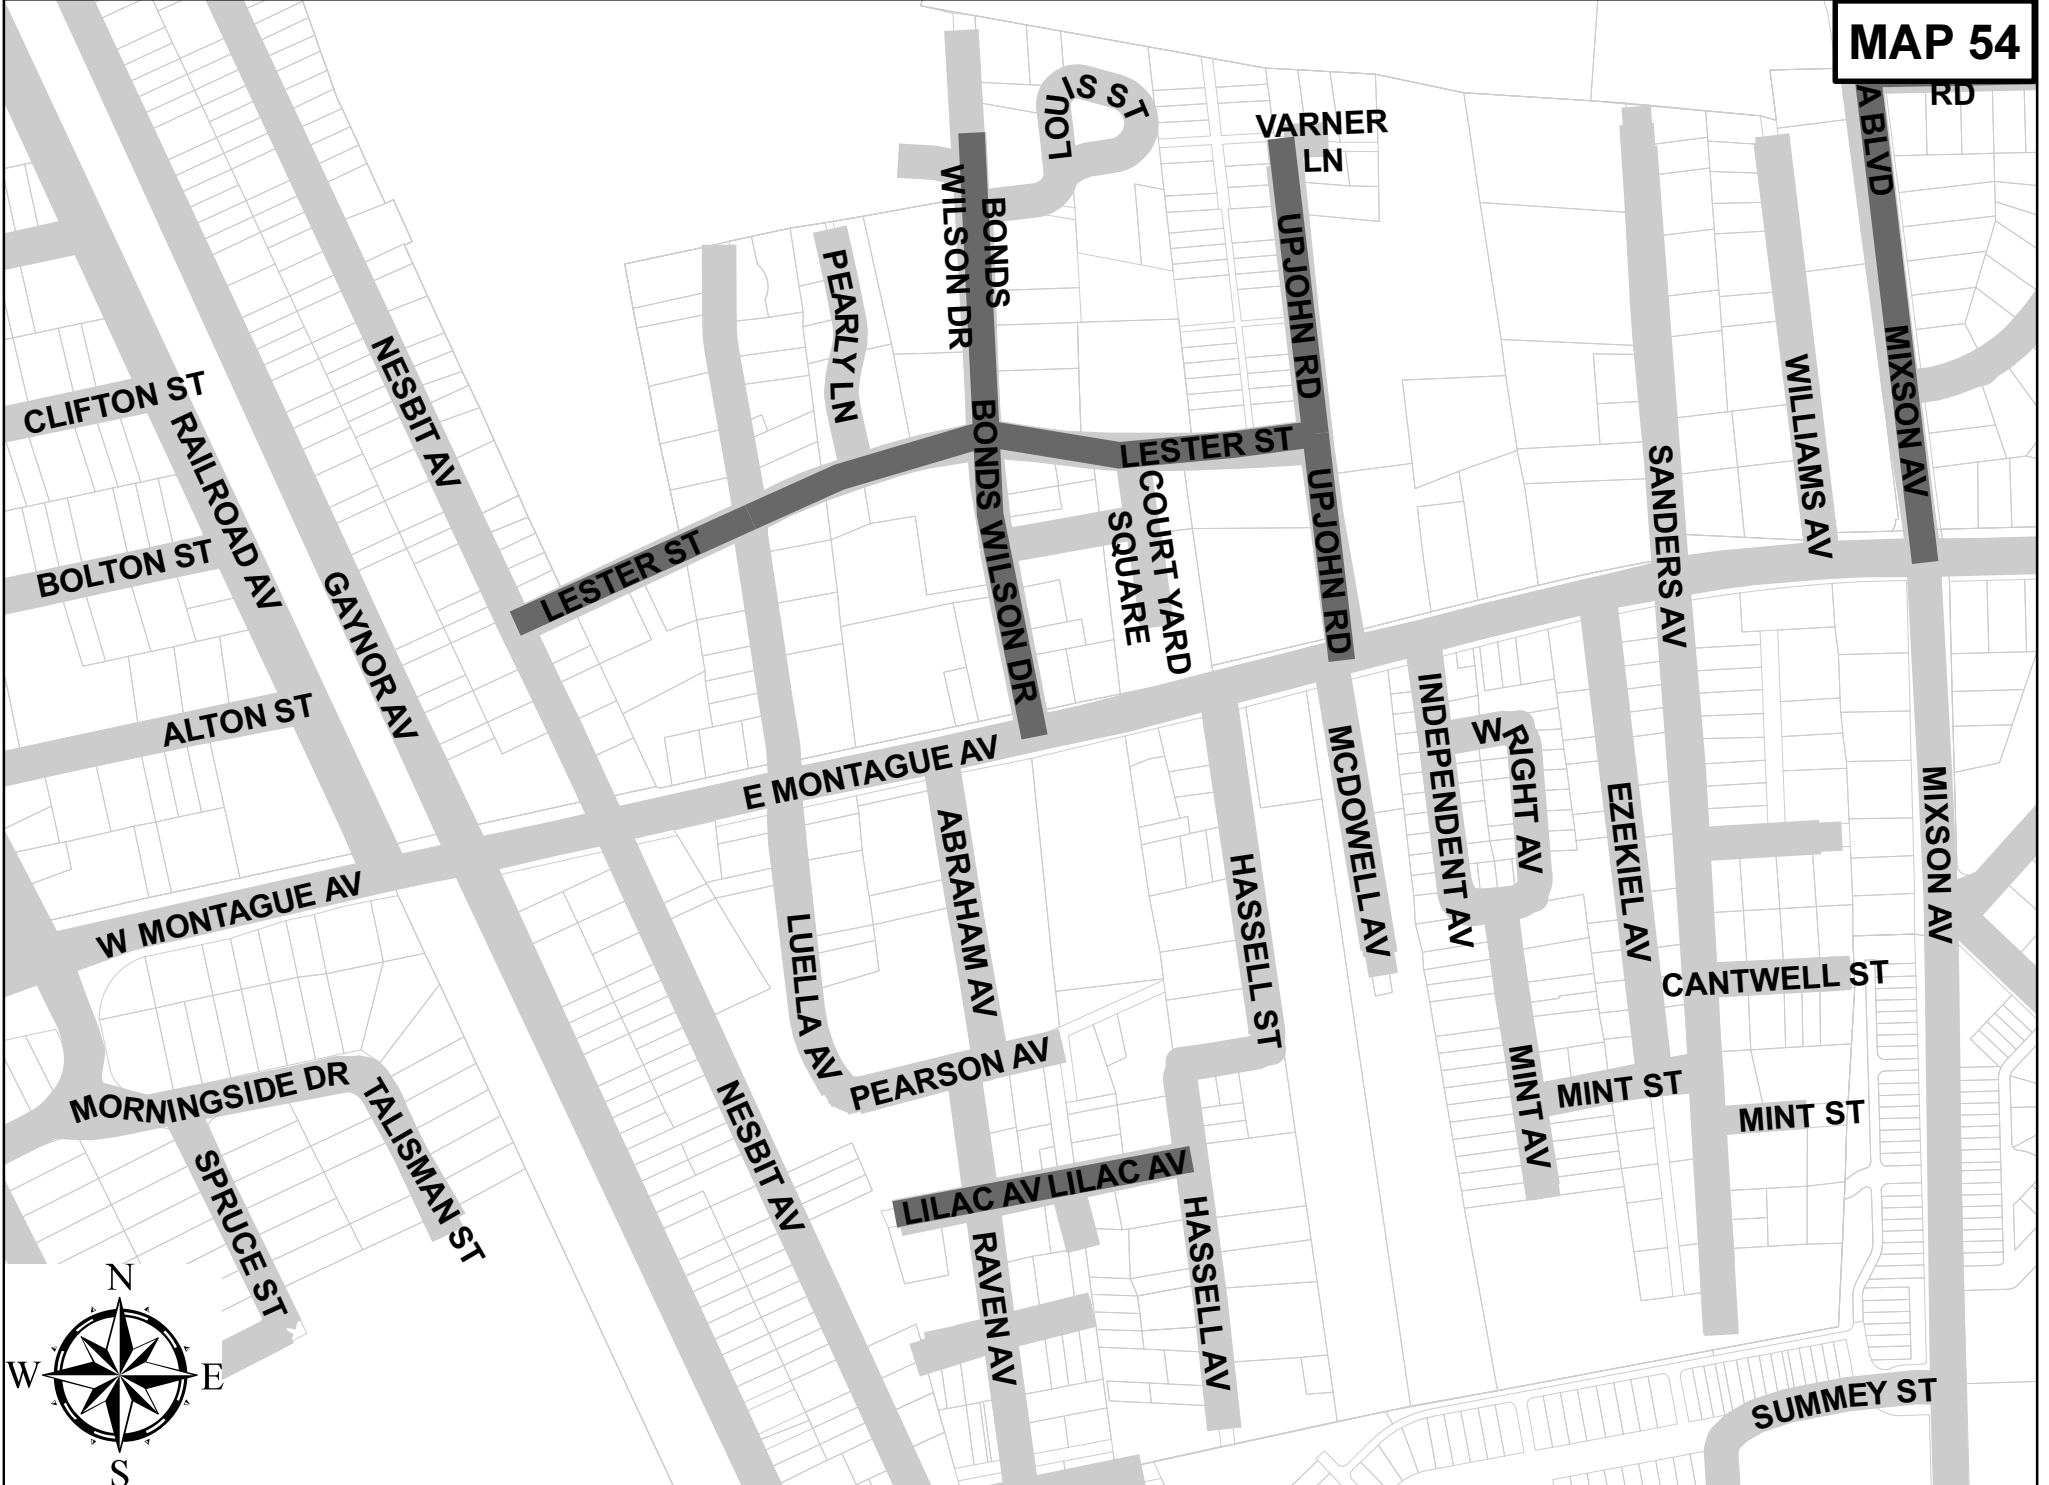 MAP 54
RD
A BLVD
LOUIS ST
VARNER
LN
BONDS
WILSON DR
UPJOHN RD
PEARLY LN
NESBIT AV
CLIFTON ST
RAILROAD AV
MIXSON AV
WILLIAMS AV
SANDERS AV
BONDS WILSON DR
LESTER ST
UPJOHN RD
COURT YARD
SQUARE
LESTER ST
BOLTON ST
GAYNOR AV
ALTON ST
E MONTAGUE AV
INDEPENDENT AV
WRIGHT AV
MCDOWELL AV
EZEKIEL AV
MIXSON AV
ABRAHAM AV
HASSELL ST
W MONTAGUE AV
LUELLA AV
CANTWELL ST
PEARSON AV
MINT AV
MINT ST
MINT ST
MORNINGSIDE DR
TALISMAN ST
NESBIT AV
SPRUCE ST
LILAC AV
LILAC AV
HASSELL AV
RAVEN AV
SUMMEY ST
N
W
E
S